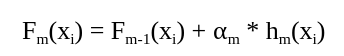 Fₘ(xᵢ) = Fₘ₋₁(xᵢ) + αₘ * hₘ(xᵢ)